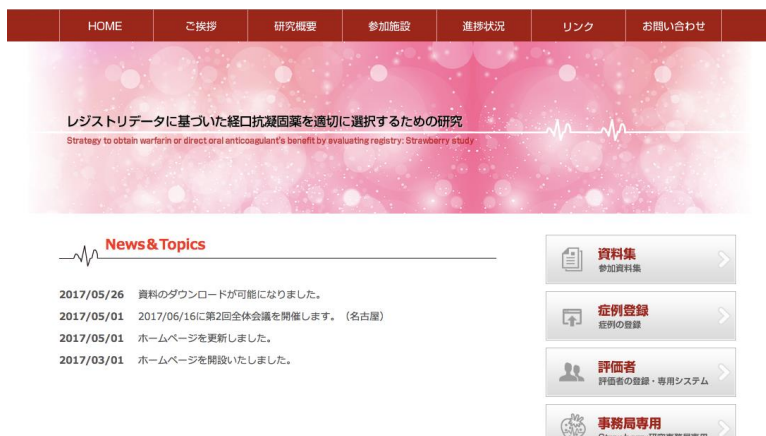 HOME ご挨拶 研究概要 参加施設 進捗状況 リンク お問い合わせ
レジストリデータに基づいた経口抗凝固薬を適切に選択するための研究
Strategy to obtain warfarin or direct oral anticoagulant's benefit by evaluating registry: Strawberry study
News&Topics
2017/05/26 資料のダウンロードが可能になりました。
2017/05/01 2017/06/16に第2回全体会議を開催します。（名古屋）
2017/05/01 ホームページを更新しました。
2017/03/01 ホームページを開設いたしました。
資料集
参加資料集
症例登録
症例の登録
評価者
評価者の登録・専用システム
事務局専用